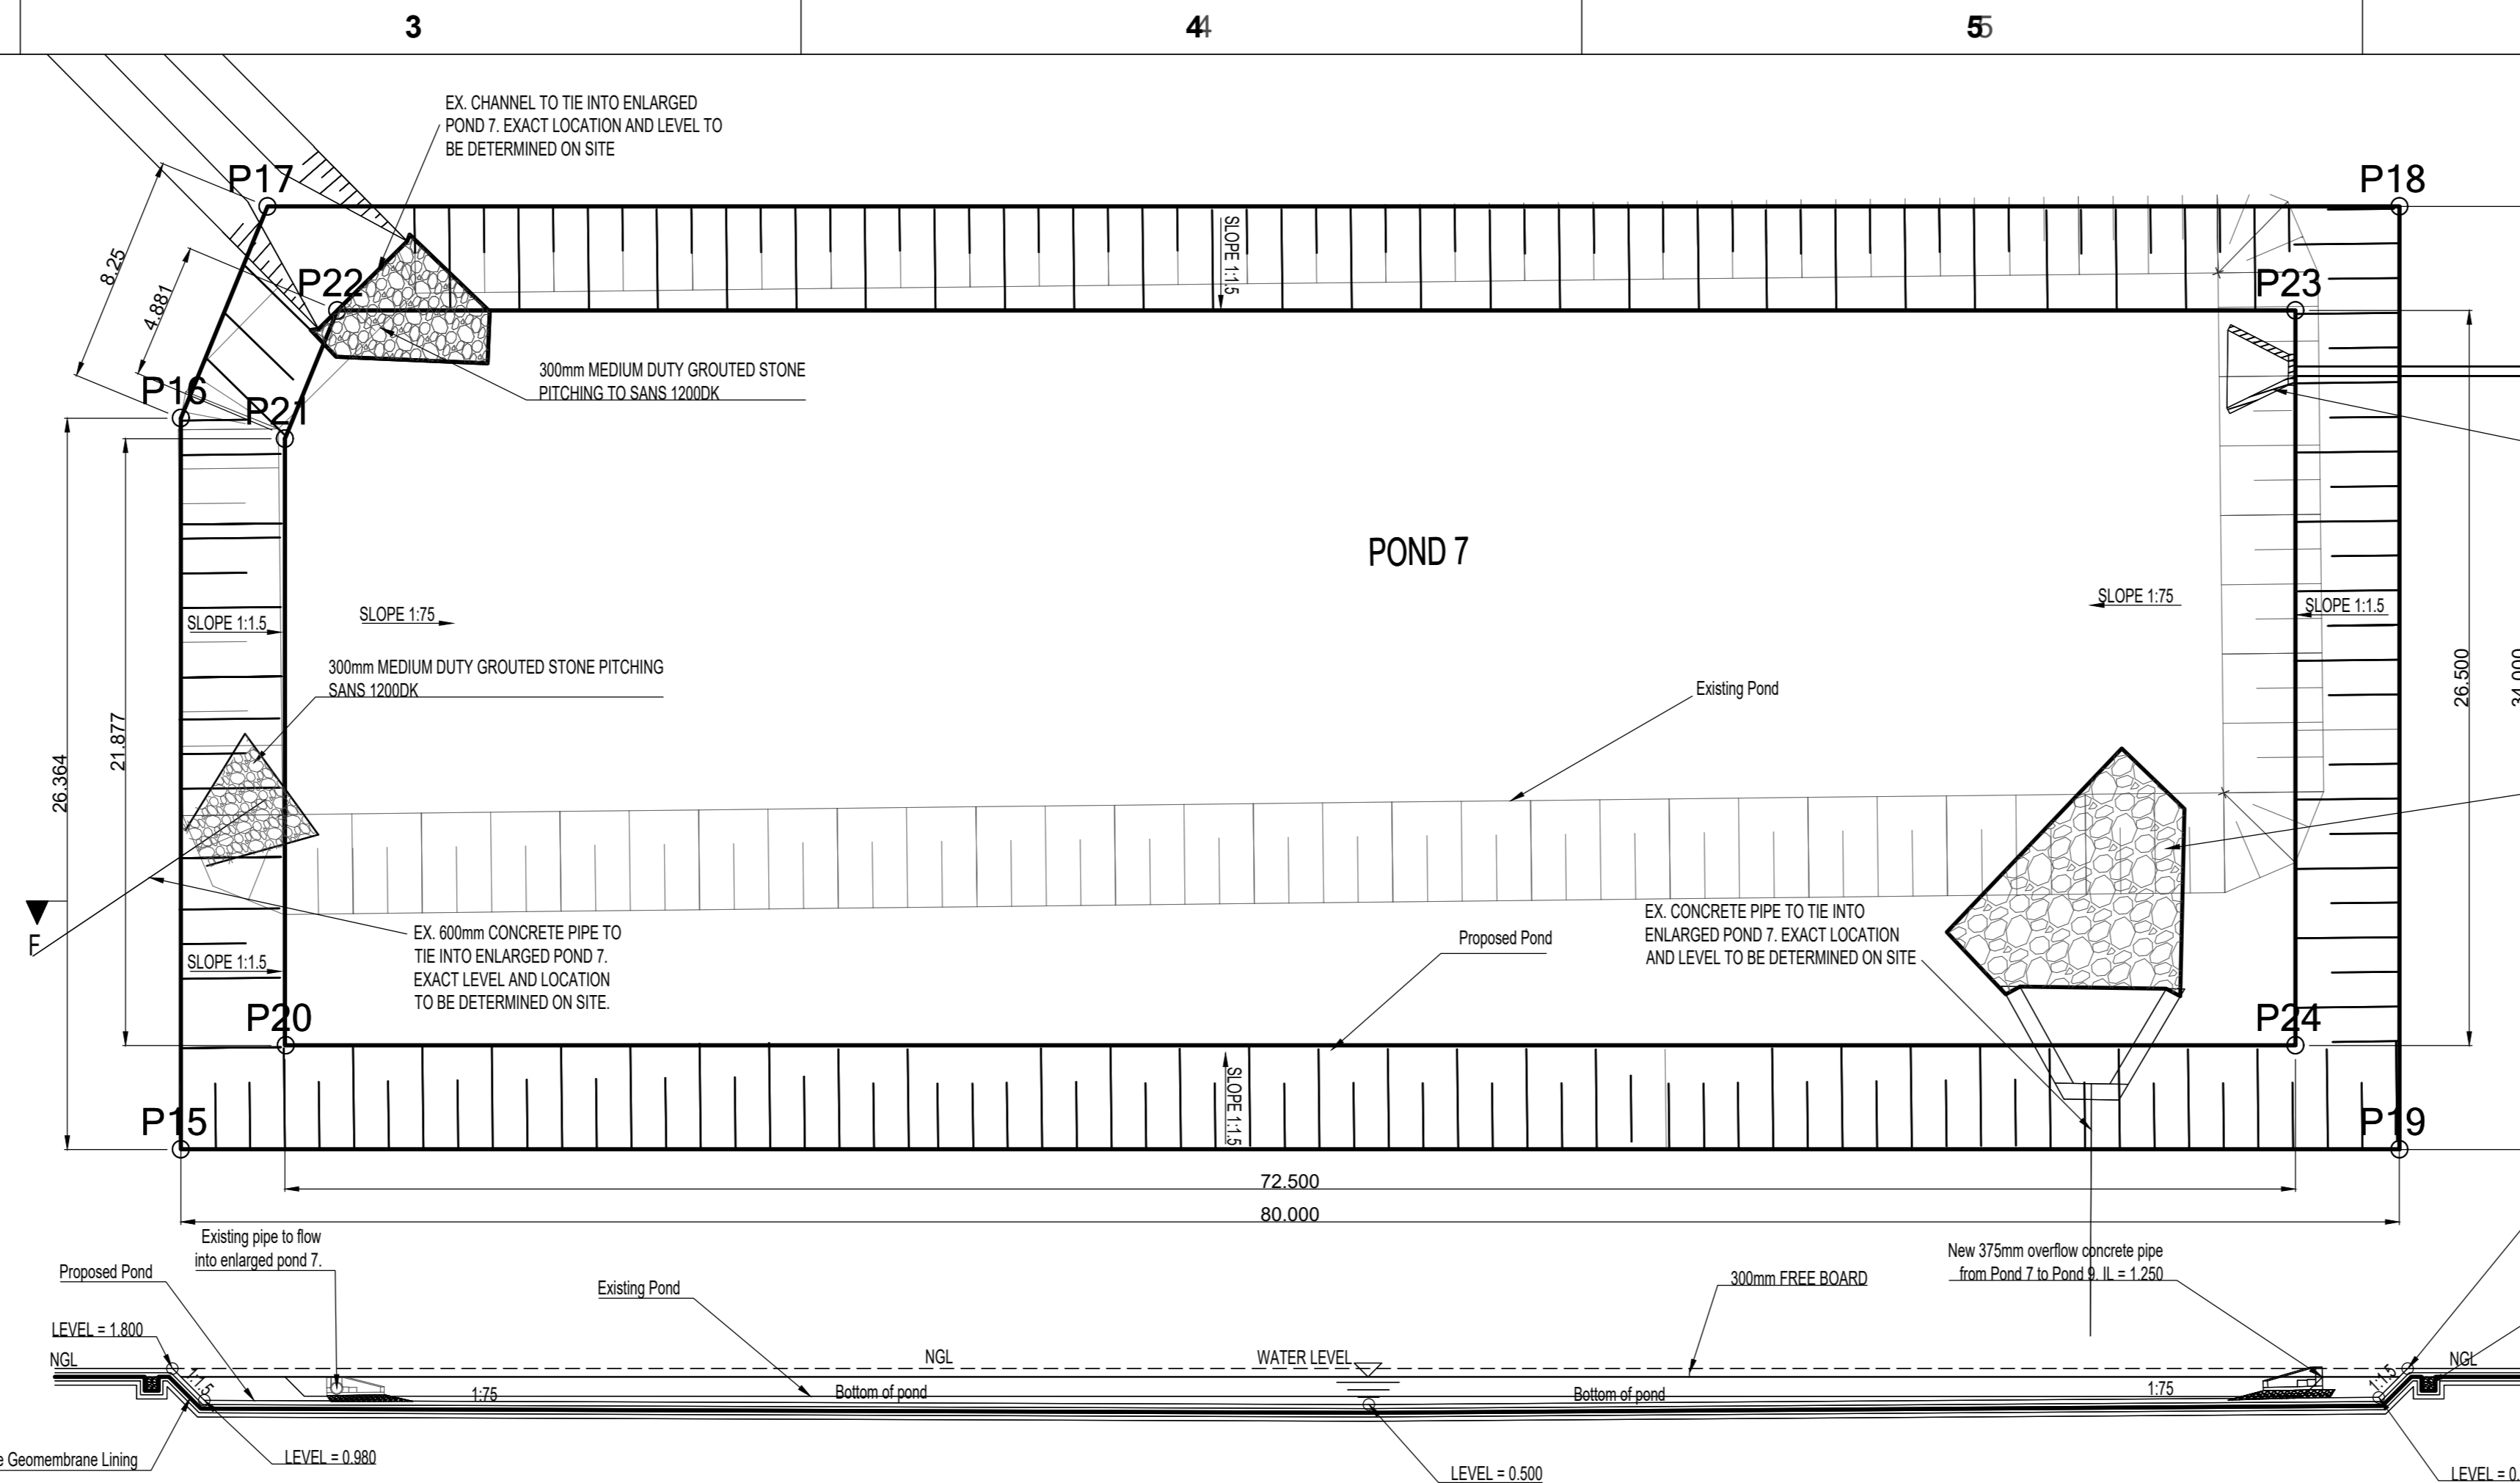 3
4
5
EX. CHANNEL TO TIE INTO ENLARGED
POND 7. EXACT LOCATION AND LEVEL TO
BE DETERMINED ON SITE
P17
P18
8.25
4.881
P22
P23
SLOPE 1:1.5
300mm MEDIUM DUTY GROUTED STONE
PITCHING TO SANS 1200DK
P16
P21
POND 7
SLOPE 1:1.5
SLOPE 1:75
SLOPE 1:75
SLOPE 1:1.5
26.500
34.000
300mm MEDIUM DUTY GROUTED STONE PITCHING
SANS 1200DK
Existing Pond
21.877
26.364
F
EX. 600mm CONCRETE PIPE TO
TIE INTO ENLARGED POND 7.
EXACT LEVEL AND LOCATION
TO BE DETERMINED ON SITE.
Proposed Pond
EX. CONCRETE PIPE TO TIE INTO
ENLARGED POND 7. EXACT LOCATION
AND LEVEL TO BE DETERMINED ON SITE
SLOPE 1:1.5
P20
P24
SLOPE 1:1.5
P15
P19
72.500
80.000
Existing pipe to flow
into enlarged pond 7.
Proposed Pond
Existing Pond
300mm FREE BOARD
New 375mm overflow concrete pipe
from Pond 7 to Pond 9. IL = 1.250
LEVEL = 1.800
NGL
NGL
WATER LEVEL
NGL
1:1.5
1:75
Bottom of pond
Bottom of pond
1:75
1:1.5
Geomembrane Lining
LEVEL = 0.980
LEVEL = 0.500
LEVEL = 0